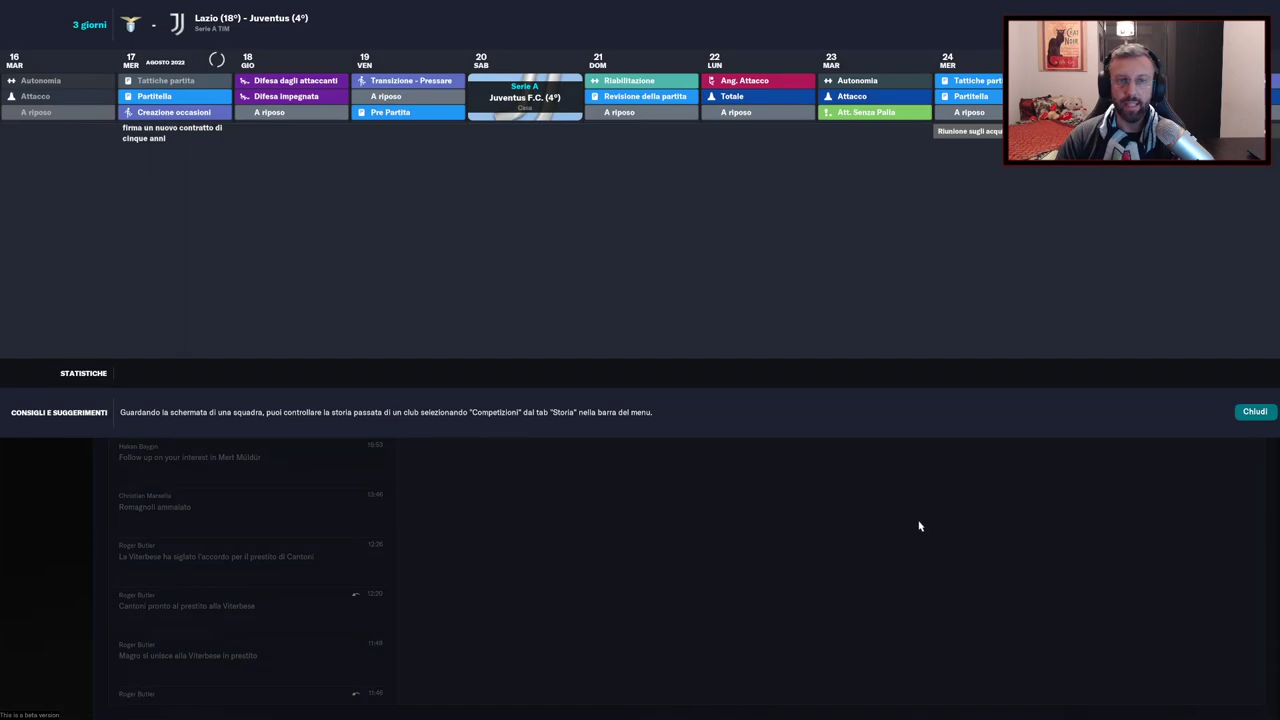 3 giorni
-
Lazio (18°) - Juventus (4°)
Serie A TIM
16
MAR
17
MER
AGOSTO 2022
18
GIO
19
VEN
20
SAB
21
DOM
22
LUN
23
MAR
24
MER
Autonomia
Tattiche partita
Difesa dagli attaccanti
Transizione - Pressare
Serie A
Juventus F.C. (4°)
Casa
Riabilitazione
Ang. Attacco
Autonomia
Tattiche parti
Attacco
Partitella
Difesa impegnata
A riposo
Revisione della partita
Totale
Attacco
Partitella
A riposo
Creazione occasioni
A riposo
Pre Partita
A riposo
A riposo
Att. Senza Palla
A riposo
firma un nuovo contratto di
cinque anni
Riunione sugli acqu
CHAT
NOIR
STATISTICHE
CONSIGLI E SUGGERIMENTI
Guardando la schermata di una squadra, puoi controllare la storia passata di un club selezionando "Competizioni" dal tab "Storia" nella barra del menu.
Chiudi
Hakan Baygın
16:53
Follow up on your interest in Mert Müldür
Christian Marsella
13:46
Romagnoli ammalato
Roger Butler
12:26
La Viterbese ha siglato l'accordo per il prestito di Cantoni
Roger Butler
12:20
Cantoni pronto al prestito alla Viterbese
Roger Butler
11:46
Magro si unisce alla Viterbese in prestito
Roger Butler
11:46
This is a beta version